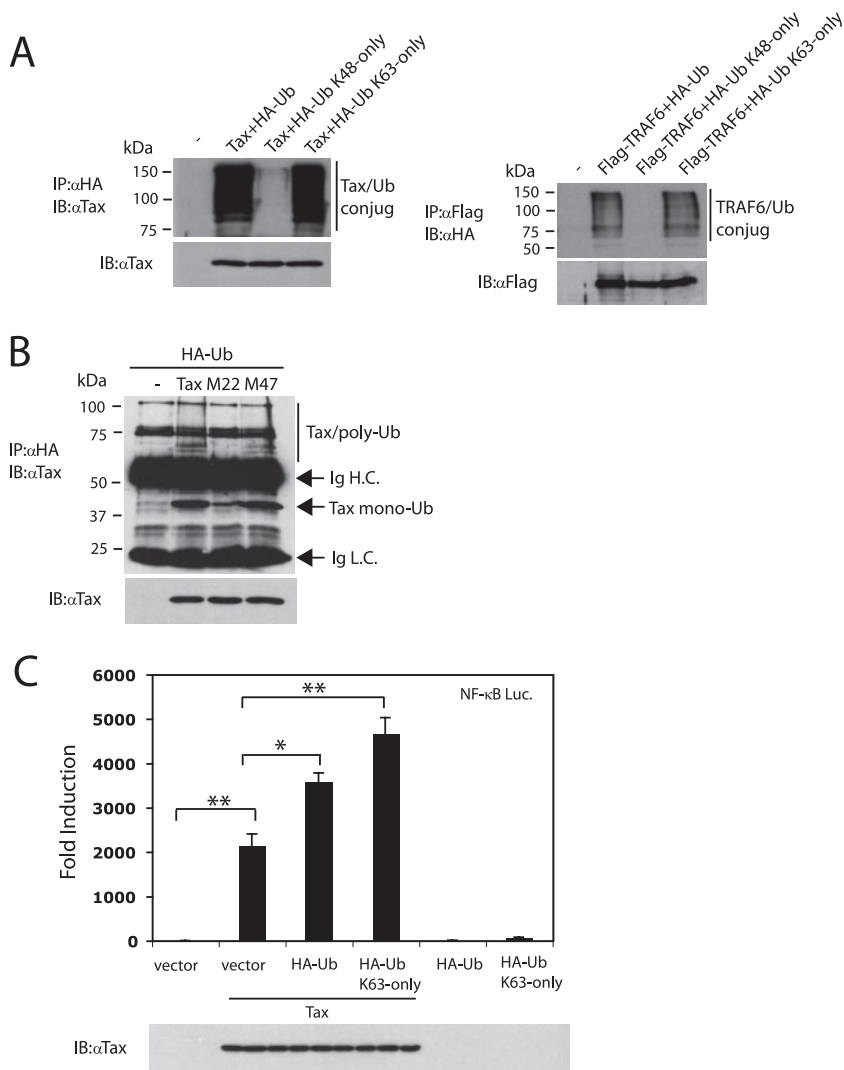 A
-
Tax+HA-Ub
Tax+HA-Ub K48-only
Tax+HA-Ub K63-only
kDa
150
100
75
IP:αHA
IB:αTax
Tax/Ub
conjug
IB:αTax
-
Flag-TRAF6+HA-Ub
Flag-TRAF6+HA-Ub K48-only
Flag-TRAF6+HA-Ub K63-only
kDa
150
100
75
50
IP:αFlag
IB:αHA
TRAF6/Ub
conjug
IB:αFlag
B
HA-Ub
kDa
- Tax M22 M47
100
75
50
37
25
IP:αHA
IB:αTax
Tax/poly-Ub
Ig H.C.
Tax mono-Ub
Ig L.C.
IB:αTax
C
NF-κB Luc.
Fold Induction
6000
5000
4000
3000
2000
1000
0
**
*
**
vector
vector
HA-Ub
HA-Ub
K63-only
HA-Ub
HA-Ub
K63-only
Tax
IB:αTax